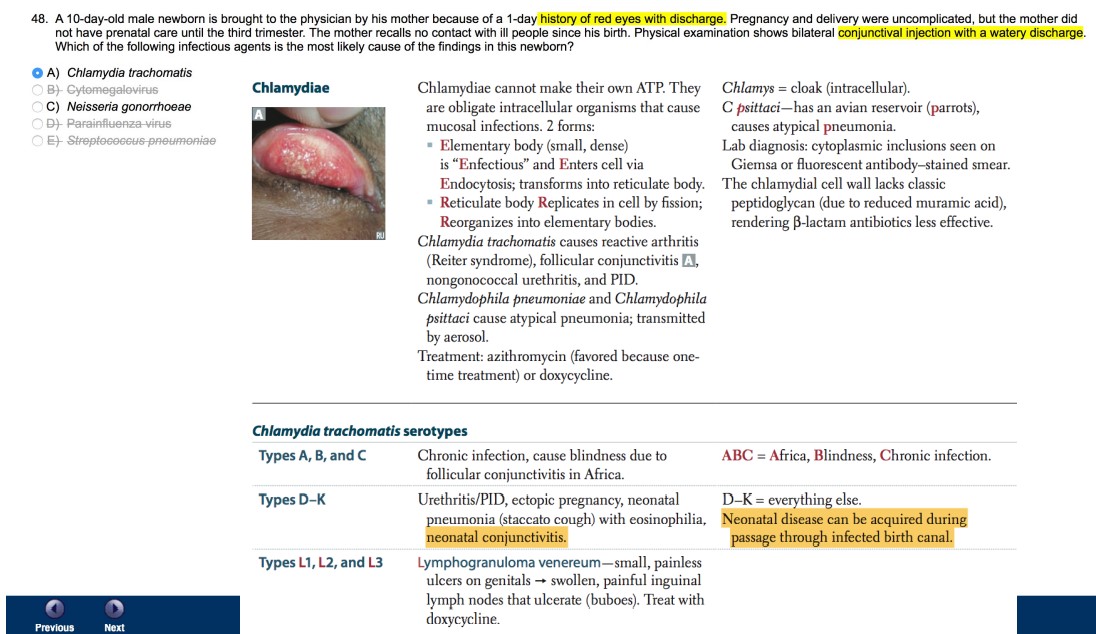 48. A 10-day-old male newborn is brought to the physician by his mother because of a 1-day history of red eyes with discharge. Pregnancy and delivery were uncomplicated, but the mother did
not have prenatal care until the third trimester. The mother recalls no contact with ill people since his birth. Physical examination shows bilateral conjunctival injection with a watery discharge.
Which of the following infectious agents is the most likely cause of the findings in this newborn?
A) Chlamydia trachomatis
B) Cytomegalovirus
C) Neisseria gonorrhoeae
D) Parainfluenza virus
E) Streptococcus pneumoniae
Chlamydiae
A
RU
Chlamydiae cannot make their own ATP. They
are obligate intracellular organisms that cause
mucosal infections. 2 forms:
▪ Elementary body (small, dense)
is “Enfectious” and Enters cell via
Endocytosis; transforms into reticulate body.
▪ Reticulate body Replicates in cell by fission;
Reorganizes into elementary bodies.
Chlamydia trachomatis causes reactive arthritis
(Reiter syndrome), follicular conjunctivitis A,
nongonococcal urethritis, and PID.
Chlamydophila pneumoniae and Chlamydophila
psittaci cause atypical pneumonia; transmitted
by aerosol.
Treatment: azithromycin (favored because one-
time treatment) or doxycycline.
Chlamys = cloak (intracellular).
C psittaci—has an avian reservoir (parrots),
causes atypical pneumonia.
Lab diagnosis: cytoplasmic inclusions seen on
Giemsa or fluorescent antibody–stained smear.
The chlamydial cell wall lacks classic
peptidoglycan (due to reduced muramic acid),
rendering β-lactam antibiotics less effective.
Chlamydia trachomatis serotypes
Types A, B, and C
Chronic infection, cause blindness due to
follicular conjunctivitis in Africa.
ABC = Africa, Blindness, Chronic infection.
Types D–K
Urethritis/PID, ectopic pregnancy, neonatal
pneumonia (staccato cough) with eosinophilia,
neonatal conjunctivitis.
D–K = everything else.
Neonatal disease can be acquired during
passage through infected birth canal.
Types L1, L2, and L3
Lymphogranuloma venereum—small, painless
ulcers on genitals → swollen, painful inguinal
lymph nodes that ulcerate (buboes). Treat with
doxycycline.
Previous
Next